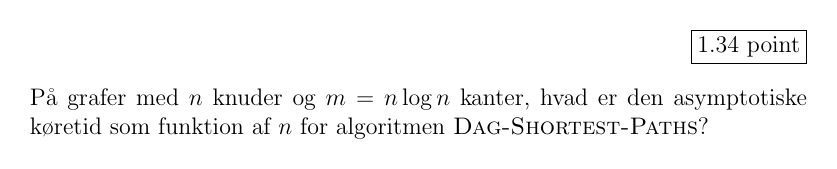 1.34 point
På grafer med n knuder og m = n log n kanter, hvad er den asymptotiske
køretid som funktion af n for algoritmen DAG-SHORTEST-PATHS?